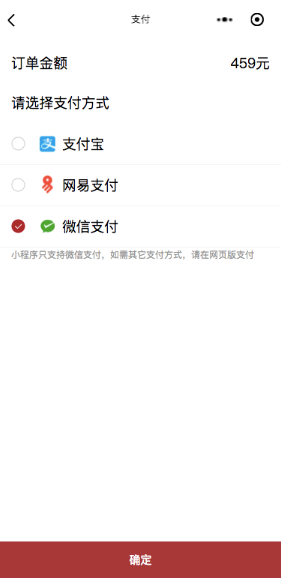 支付
订单金额 459元
请选择支付方式
支付宝
网易支付
微信支付
小程序只支持微信支付，如需其它支付方式，请在网页版支付
确定